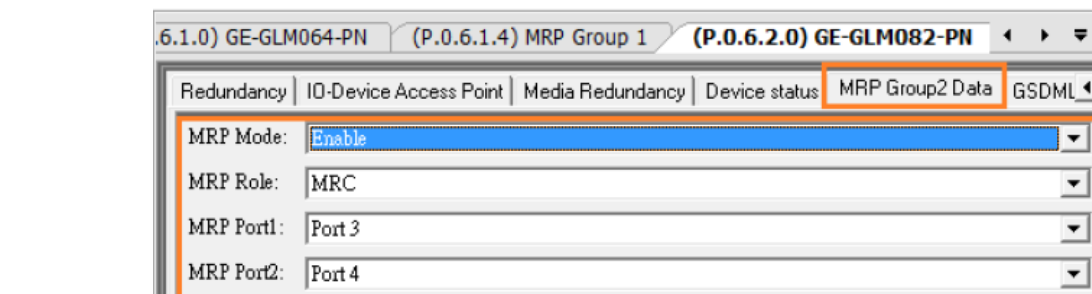 .6.1.0) GE-GLM064-PN (P.0.6.1.4) MRP Group 1 (P.0.6.2.0) GE-GLM082-PN
Redundancy IO-Device Access Point Media Redundancy Device status MRP Group2 Data GSDML
MRP Mode: Enable
MRP Role: MRC
MRP Port1: Port 3
MRP Port2: Port 4